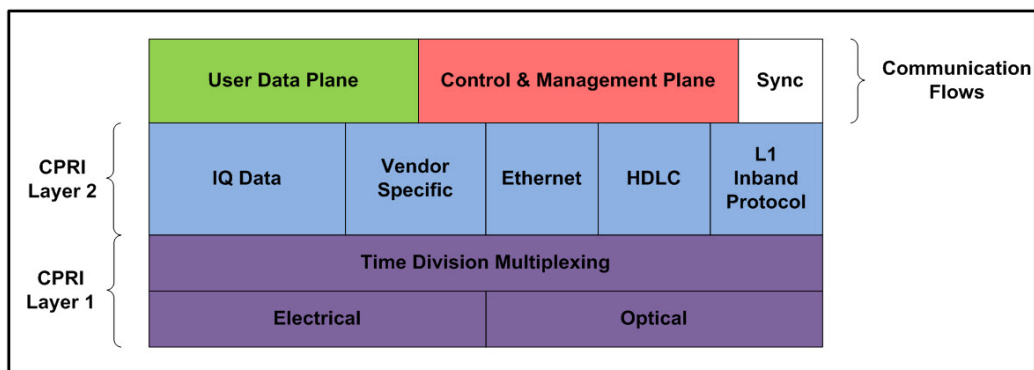 User Data Plane
Control & Management Plane
Sync
Communication
Flows
CPRI
Layer 2
IQ Data
Vendor
Specific
Ethernet
HDLC
L1
Inband
Protocol
CPRI
Layer 1
Time Division Multiplexing
Electrical
Optical